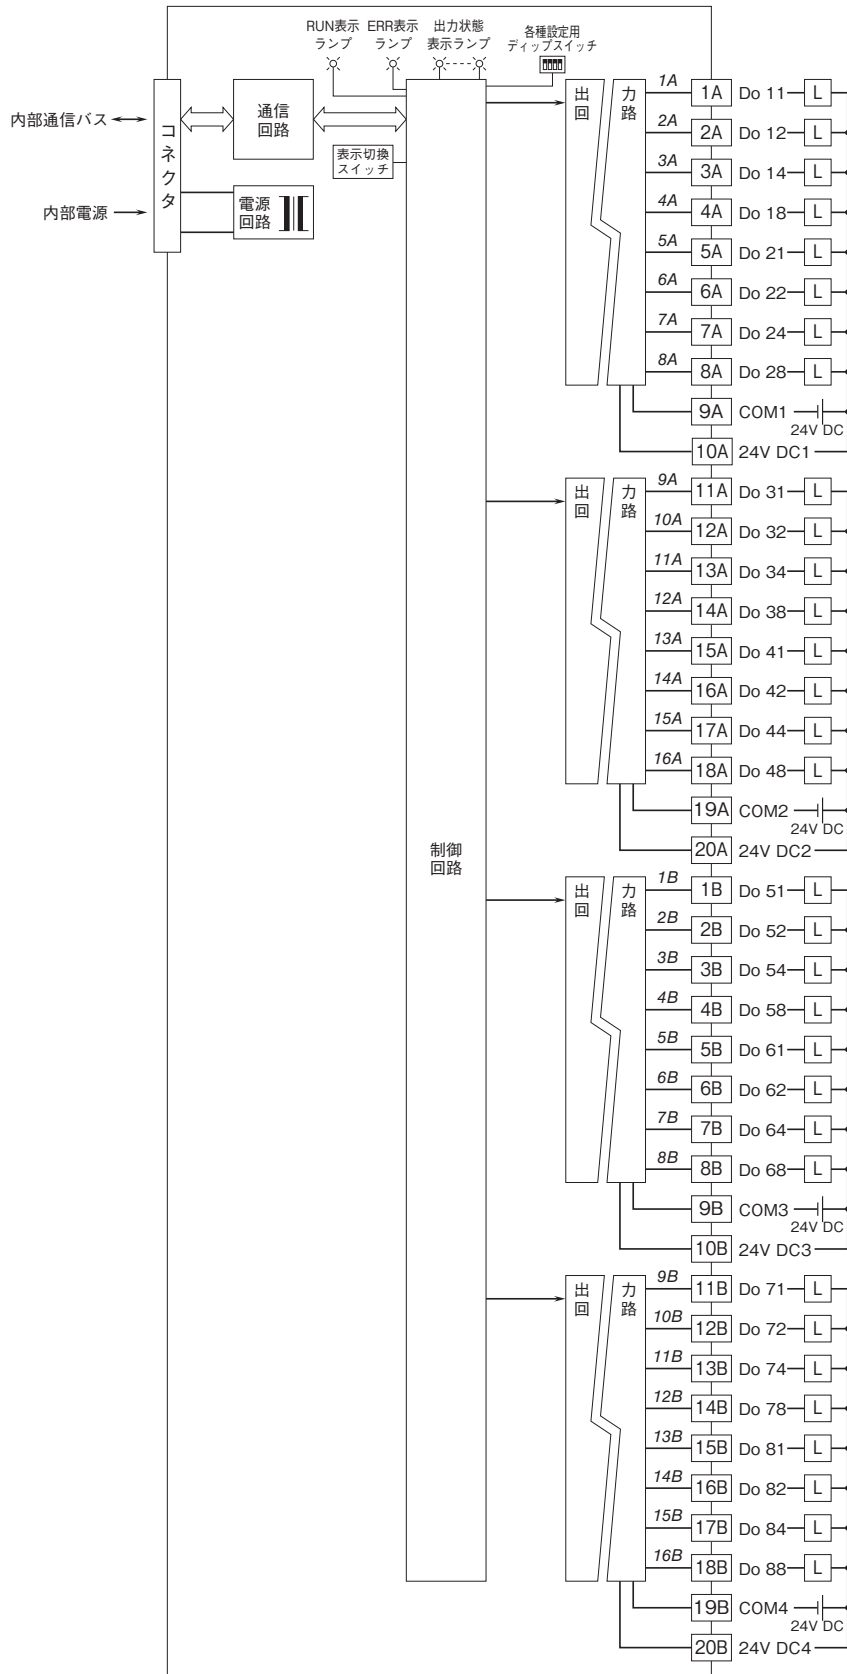 RUN表示
ランプ
ERR表示
ランプ
出力状態
表示ランプ
各種設定用
ディップスイッチ
内部通信バス
内部電源
コネクタ
通信
回路
電源
回路
表示切換
スイッチ
制御
回路
出力
回路
1A 1A Do 11 L
2A 2A Do 12 L
3A 3A Do 14 L
4A 4A Do 18 L
5A 5A Do 21 L
6A 6A Do 22 L
7A 7A Do 24 L
8A 8A Do 28 L
9A COM1
24V DC
10A 24V DC1
出力
回路
9A 11A Do 31 L
10A 12A Do 32 L
11A 13A Do 34 L
12A 14A Do 38 L
13A 15A Do 41 L
14A 16A Do 42 L
15A 17A Do 44 L
16A 18A Do 48 L
19A COM2
24V DC
20A 24V DC2
出力
回路
1B 1B Do 51 L
2B 2B Do 52 L
3B 3B Do 54 L
4B 4B Do 58 L
5B 5B Do 61 L
6B 6B Do 62 L
7B 7B Do 64 L
8B 8B Do 68 L
9B COM3
24V DC
10B 24V DC3
出力
回路
9B 11B Do 71 L
10B 12B Do 72 L
11B 13B Do 74 L
12B 14B Do 78 L
13B 15B Do 81 L
14B 16B Do 82 L
15B 17B Do 84 L
16B 18B Do 88 L
19B COM4
24V DC
20B 24V DC4